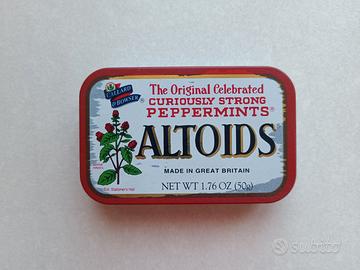 CALLARD
& BOWSER
The Original Celebrated
CURIOUSLY STRONG
PEPPERMINTS®
ALTOIDS®
MADE IN GREAT BRITAIN
NET WT 1.76 OZ (50g)
subito